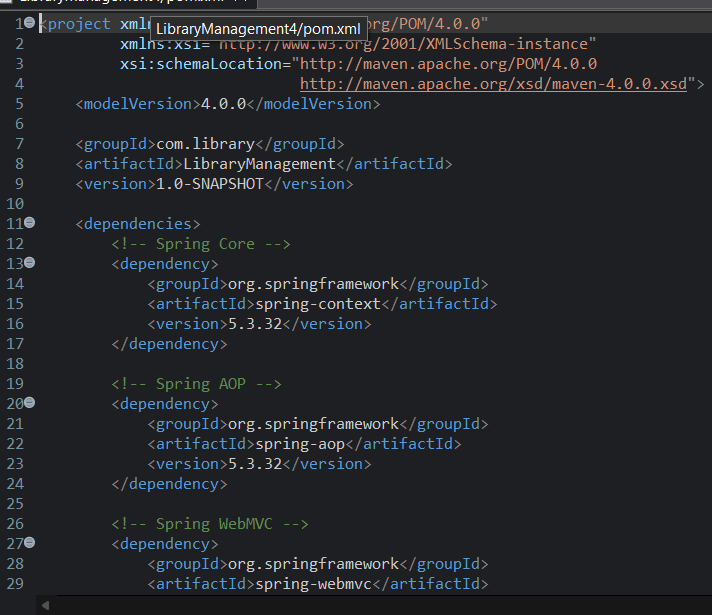 LibraryManagement4/pom.xml
1 <project xmlns rg/POM/4.0.0"
2 xmlns:xsi="http://www.w3.org/2001/XMLSchema-instance"
3 xsi:schemaLocation="http://maven.apache.org/POM/4.0.0
4 http://maven.apache.org/xsd/maven-4.0.0.xsd">
5 <modelVersion>4.0.0</modelVersion>
6
7 <groupId>com.library</groupId>
8 <artifactId>LibraryManagement</artifactId>
9 <version>1.0-SNAPSHOT</version>
10
11 <dependencies>
12 <!-- Spring Core -->
13 <dependency>
14 <groupId>org.springframework</groupId>
15 <artifactId>spring-context</artifactId>
16 <version>5.3.32</version>
17 </dependency>
18
19 <!-- Spring AOP -->
20 <dependency>
21 <groupId>org.springframework</groupId>
22 <artifactId>spring-aop</artifactId>
23 <version>5.3.32</version>
24 </dependency>
25
26 <!-- Spring WebMVC -->
27 <dependency>
28 <groupId>org.springframework</groupId>
29 <artifactId>spring-webmvc</artifactId>